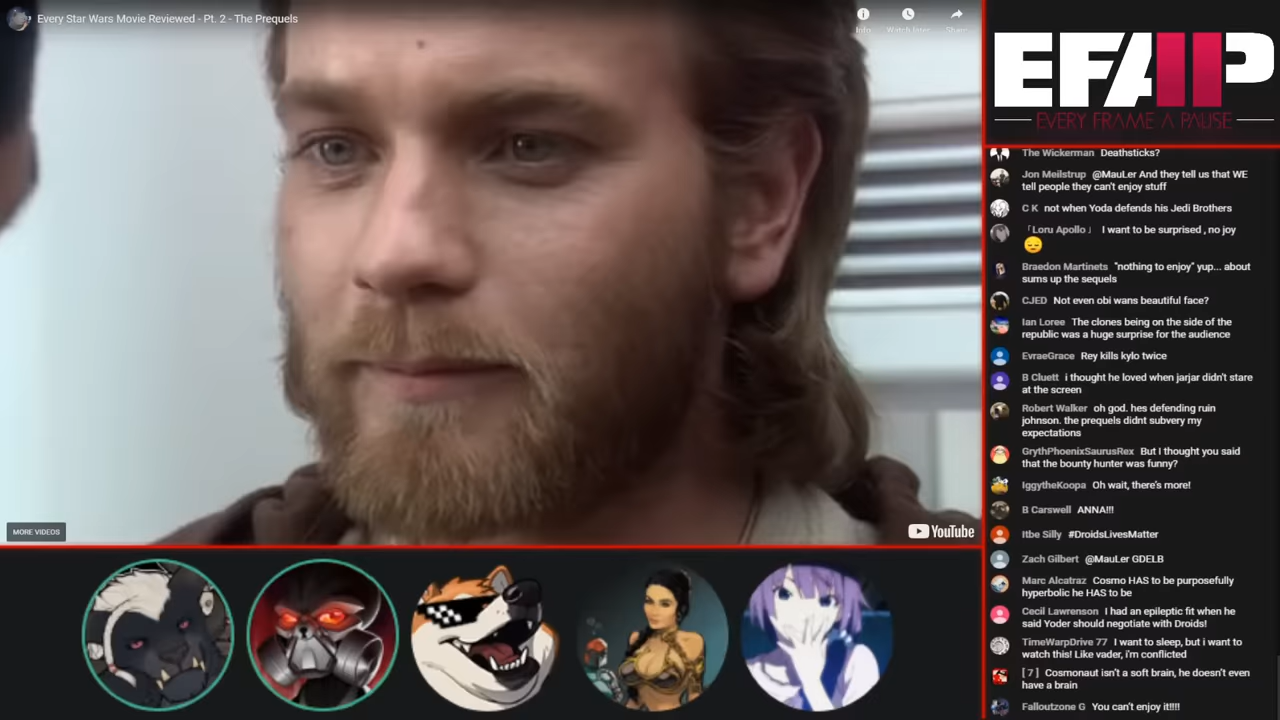 Every Star Wars Movie Reviewed - Pt. 2 - The Prequels
Info
Watch later
Share
MORE VIDEOS
YouTube
EFAP
EVERY FRAME A PAUSE
The Wickerman Deathsticks?
Jon Meilstrup @MauLer And they tell us that WE
tell people they can't enjoy stuff
C K not when Yoda defends his Jedi Brothers
「Loru Apollo」 I want to be surprised , no joy
😔
Braedon Martinets "nothing to enjoy" yup... about
sums up the sequels
CJED Not even obi wans beautiful face?
Ian Loree The clones being on the side of the
republic was a huge surprise for the audience
EvraeGrace Rey kills kylo twice
B Cluett i thought he loved when jarjar didn't stare
at the screen
Robert Walker oh god. hes defending ruin
johnson. the prequels didnt subvery my
expectations
GrythPhoenixSaurusRex But I thought you said
that the bounty hunter was funny?
IggytheKoopa Oh wait, there's more!
B Carswell ANNA!!!
Itbe Silly #DroidsLivesMatter
Zach Gilbert @MauLer GDELB
Marc Alcatraz Cosmo HAS to be purposefully
hyperbolic he HAS to be
Cecil Lawrenson I had an epileptic fit when he
said Yoder should negotiate with Droids!
TimeWarpDrive 77 I want to sleep, but i want to
watch this! Like vader, i'm conflicted
[ 7 ] Cosmonaut isn't a soft brain, he doesn't even
have a brain
Falloutzone G You can't enjoy it!!!!